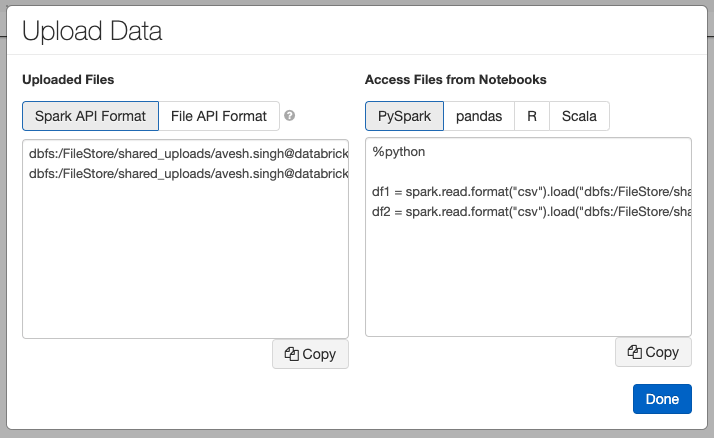 Upload Data
Uploaded Files
Spark API Format
File API Format
?
dbfs:/FileStore/shared_uploads/avesh.singh@databrick
dbfs:/FileStore/shared_uploads/avesh.singh@databrick
Copy
Access Files from Notebooks
PySpark
pandas
R
Scala
%python
df1 = spark.read.format("csv").load("dbfs:/FileStore/sha
df2 = spark.read.format("csv").load("dbfs:/FileStore/sha
Copy
Done